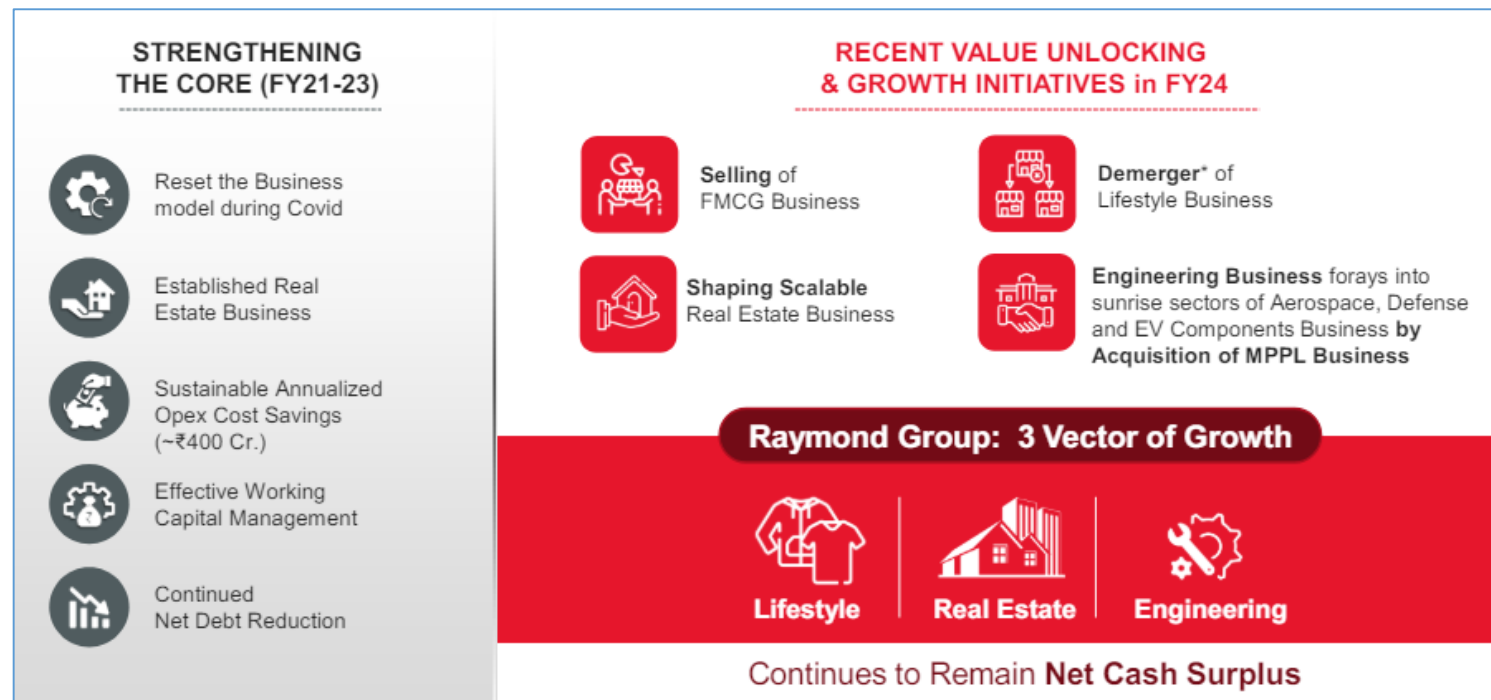 STRENGTHENING
THE CORE (FY21-23)
Reset the Business
model during Covid
Established Real
Estate Business
Sustainable Annualized
Opex Cost Savings
(~₹400 Cr.)
Effective Working
Capital Management
Continued
Net Debt Reduction
RECENT VALUE UNLOCKING
& GROWTH INITIATIVES in FY24
Selling of
FMCG Business
Demerger* of
Lifestyle Business
Shaping Scalable
Real Estate Business
Engineering Business forays into
sunrise sectors of Aerospace, Defense
and EV Components Business by
Acquisition of MPPL Business
Raymond Group: 3 Vector of Growth
Lifestyle
Real Estate
Engineering
Continues to Remain Net Cash Surplus